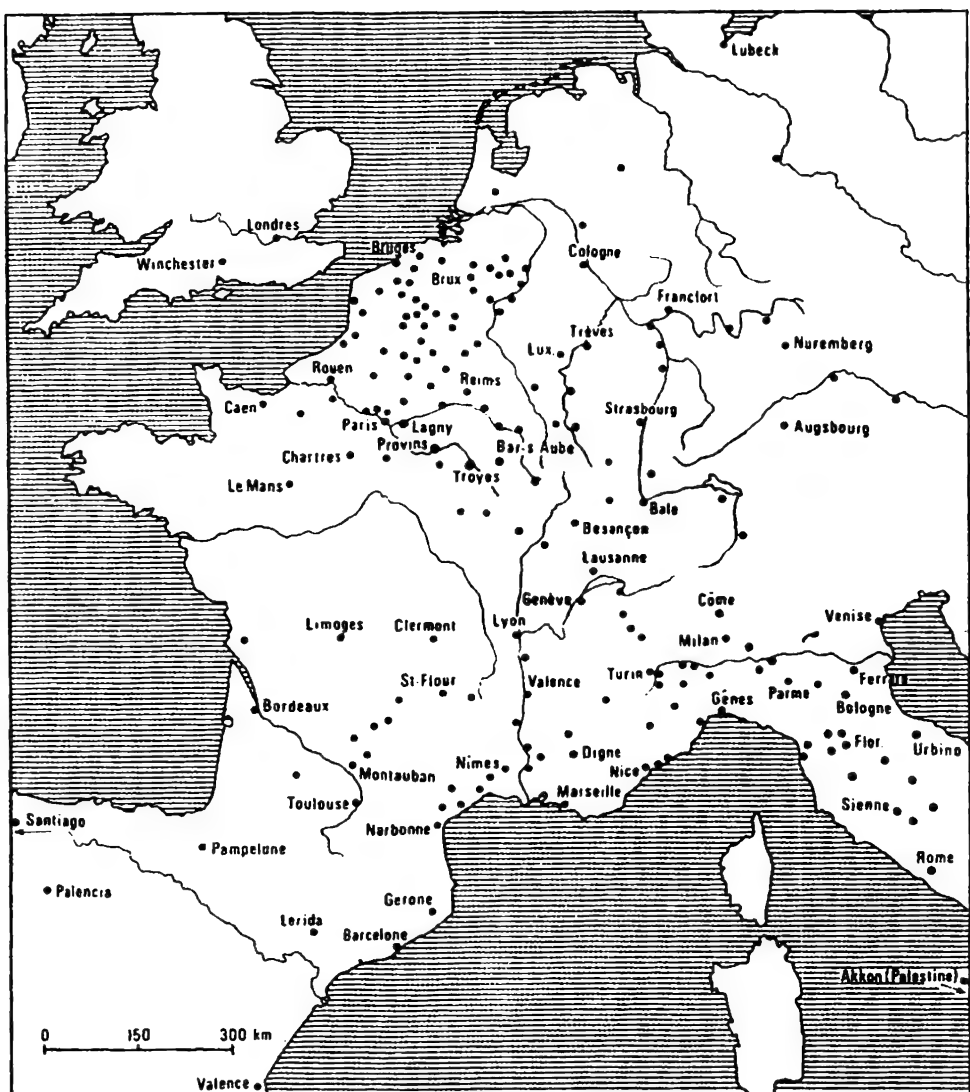 Lubeck
Londres
Winchester
Bruges
Cologne
Brux
Francfort
Trèves
Lux.
Nuremberg
Rouen
Reims
Caen
Strasbourg
Paris
Lagny
Augsbourg
Provins
Bar-s Aube
Chartres
Troyes
Le Mans
Bale
Besançon
Lausanne
Genève
Côme
Limoges
Clermont
Lyon
Venise
Milan
St-Flour
Valence
Turin
Ferrare
Parme
Bordeaux
Gênes
Bologne
Flor.
Urbino
Digne
Nîmes
Montauban
Nice
Marseille
Toulouse
Sienne
Santiago
Narbonne
Pampelune
Rome
Palencia
Gerone
Lerida
Barcelone
Akkon (Palestine)
0 150 300 km
Valence